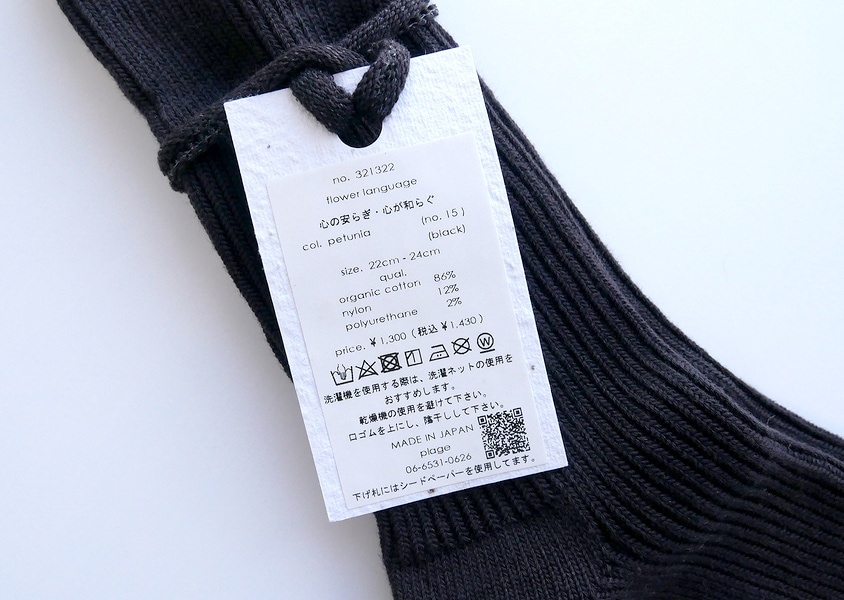 no. 321322
flower language
心の安らぎ・心が和らぐ
col. petunia (no. 15)
(black)
size. 22cm - 24cm
qual.
organic cotton 86%
nylon 12%
polyurethane 2%
price. ¥1,300 (税込¥1,430)
洗濯機を使用する際は、洗濯ネットの使用を
おすすめします。
乾燥機の使用を避けて下さい。
口ゴムを上にし、陰干しして下さい。
MADE IN JAPAN
plage
06-6531-0626
下げ札にはシードペーパーを使用してます。